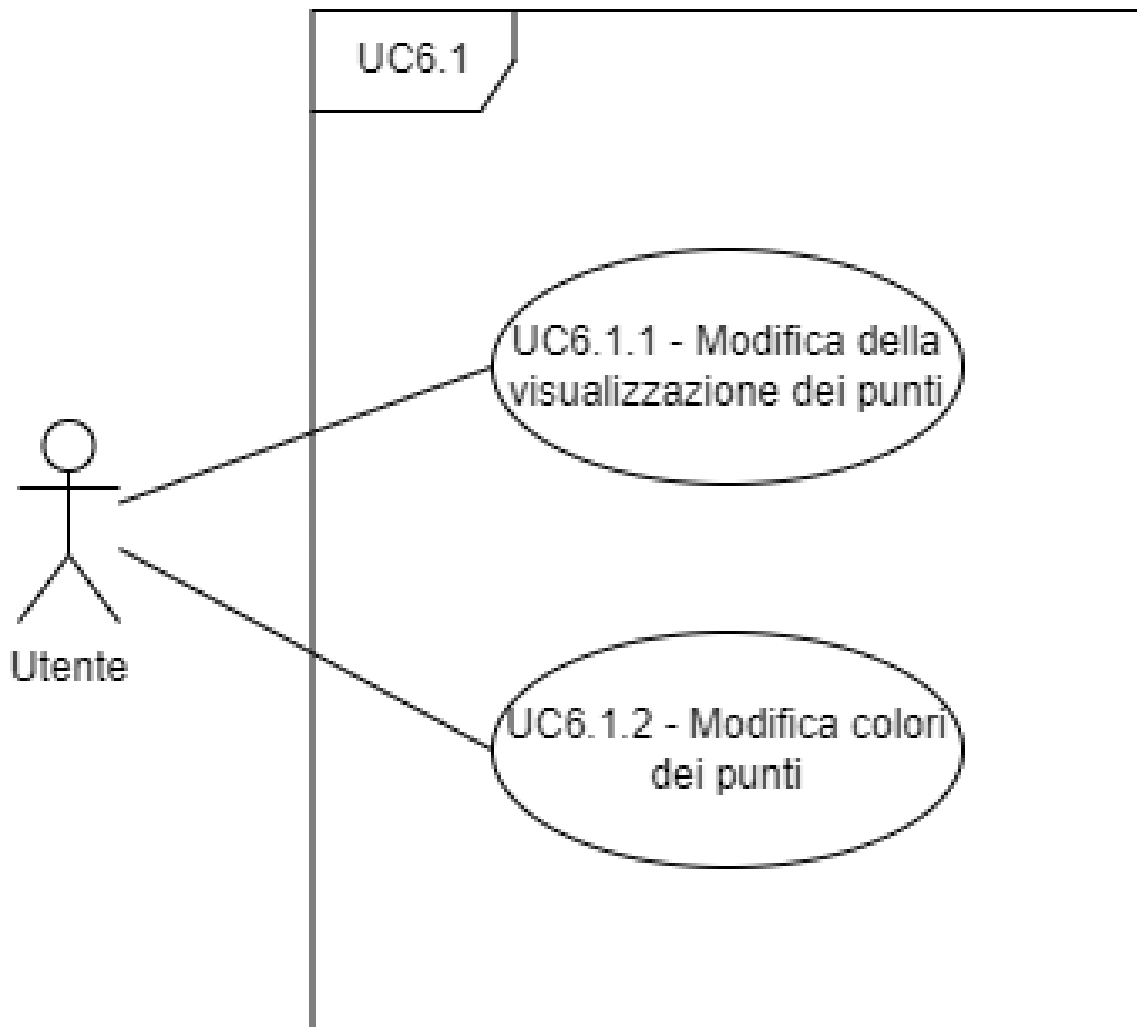 UC6.1
UC6.1.1 - Modifica della
visualizzazione dei punti
Utente
UC6.1.2 - Modifica colori
dei punti